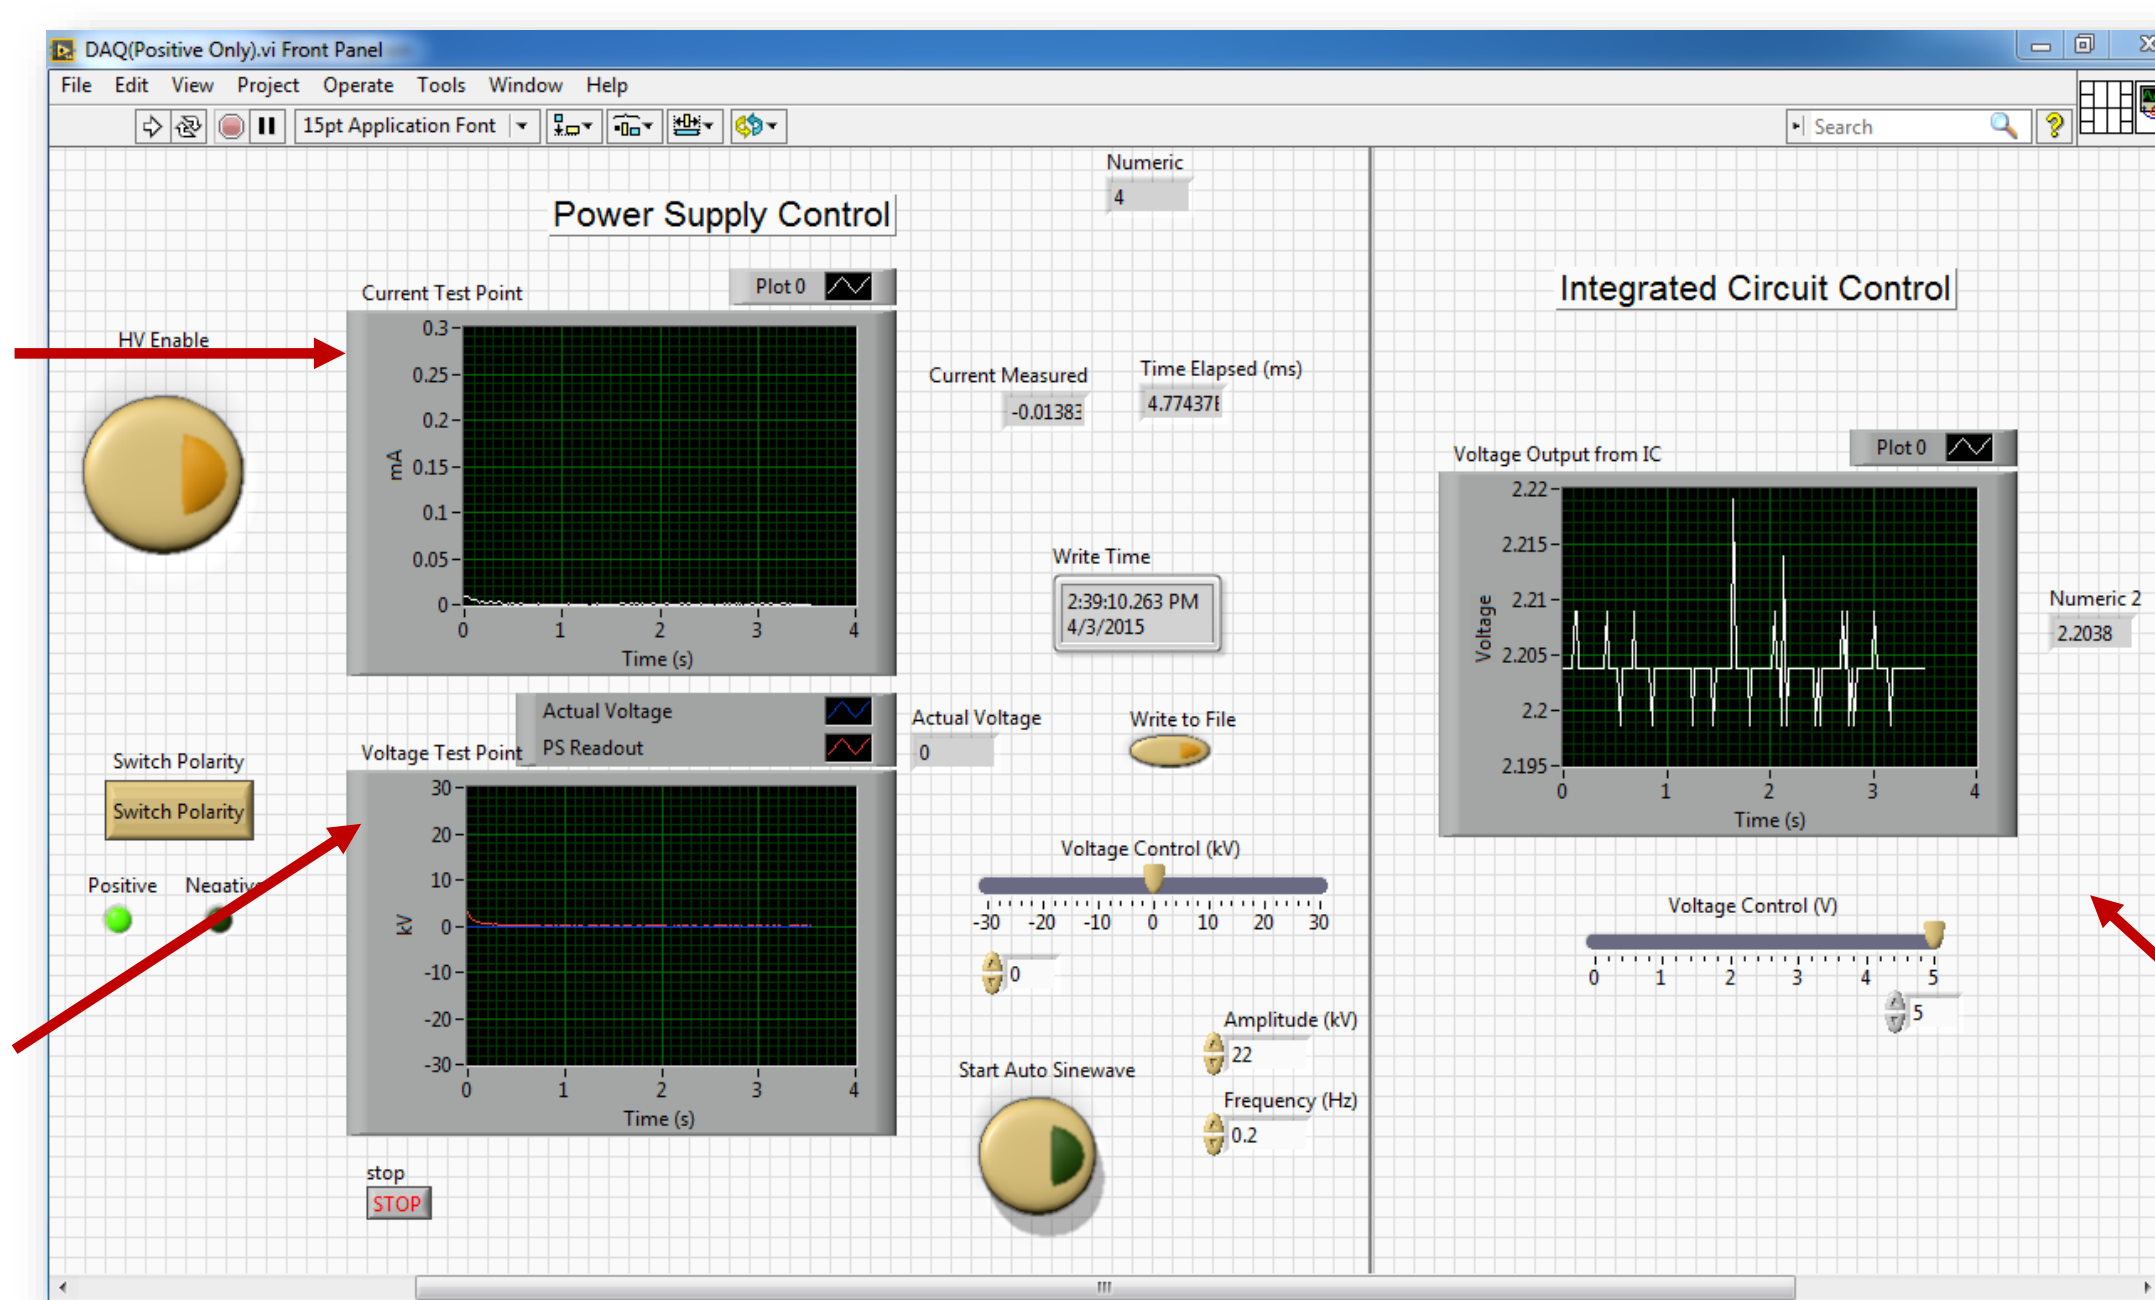 DAQ(Positive Only).vi Front Panel
File Edit View Project Operate Tools Window Help
15pt Application Font
Search
?
Numeric
4
Power Supply Control
Integrated Circuit Control
Current Test Point
Plot 0
HV Enable
0.3
0.25
0.2
0.15
0.1
0.05
0
mA
0 1 2 3 4
Time (s)
Current Measured
-0.01383
Time Elapsed (ms)
4.77437E
Write Time
2:39:10.263 PM
4/3/2015
Voltage Output from IC
Plot 0
2.22
2.215
2.21
2.205
2.2
2.195
Voltage
0 1 2 3 4
Time (s)
Numeric 2
2.2038
Actual Voltage
PS Readout
Voltage Test Point
Actual Voltage
0
Write to File
Switch Polarity
Switch Polarity
Positive Negative
30
20
10
0
-10
-20
-30
kV
0 1 2 3 4
Time (s)
Voltage Control (kV)
-30 -20 -10 0 10 20 30
0
Voltage Control (V)
0 1 2 3 4 5
5
Amplitude (kV)
22
Start Auto Sinewave
Frequency (Hz)
0.2
stop
STOP